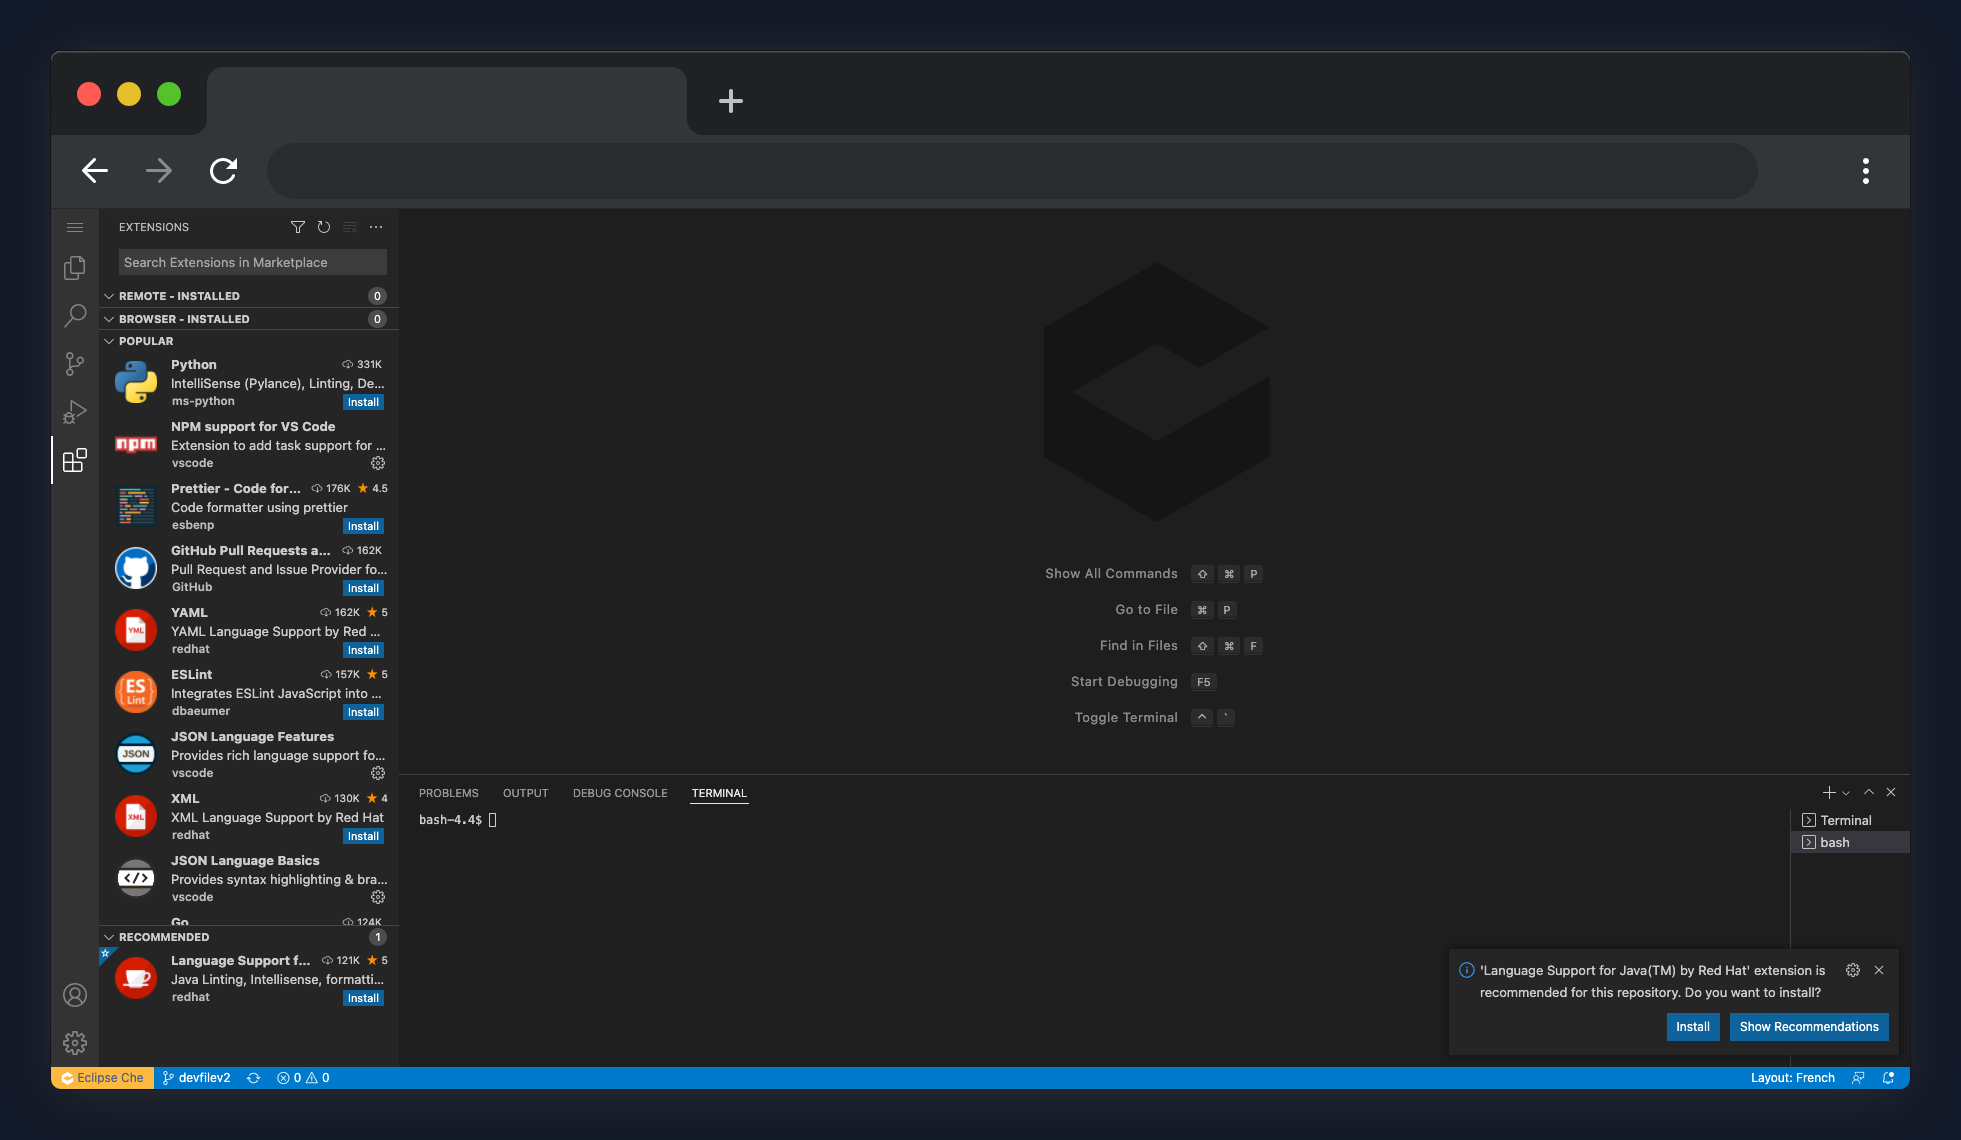 EXTENSIONS
Search Extensions in Marketplace
REMOTE - INSTALLED 0
BROWSER - INSTALLED 0
POPULAR
Python 331K
IntelliSense (Pylance), Linting, De...
ms-python Install
npm
NPM support for VS Code
Extension to add task support for ...
vscode
Prettier - Code for... 176K ★ 4.5
Code formatter using prettier
esbenp Install
GitHub Pull Requests a... 162K
Pull Request and Issue Provider fo...
GitHub Install
YML
YAML 162K ★ 5
YAML Language Support by Red ...
redhat Install
ES
Lint
ESLint 157K ★ 5
Integrates ESLint JavaScript into ...
dbaeumer Install
JSON
JSON Language Features
Provides rich language support fo...
vscode
XML
XML 130K ★ 4
XML Language Support by Red Hat
redhat Install
</>
JSON Language Basics
Provides syntax highlighting & bra...
vscode
Go 124K
RECOMMENDED 1
Language Support f... 121K ★ 5
Java Linting, Intellisense, formatti...
redhat Install
Show All Commands ⇧ ⌘ P
Go to File ⌘ P
Find in Files ⇧ ⌘ F
Start Debugging F5
Toggle Terminal ^ `
PROBLEMS OUTPUT DEBUG CONSOLE TERMINAL
bash-4.4$
Terminal
bash
'Language Support for Java(TM) by Red Hat' extension is
recommended for this repository. Do you want to install?
Install Show Recommendations
Eclipse Che devfilev2 0 0 Layout: French